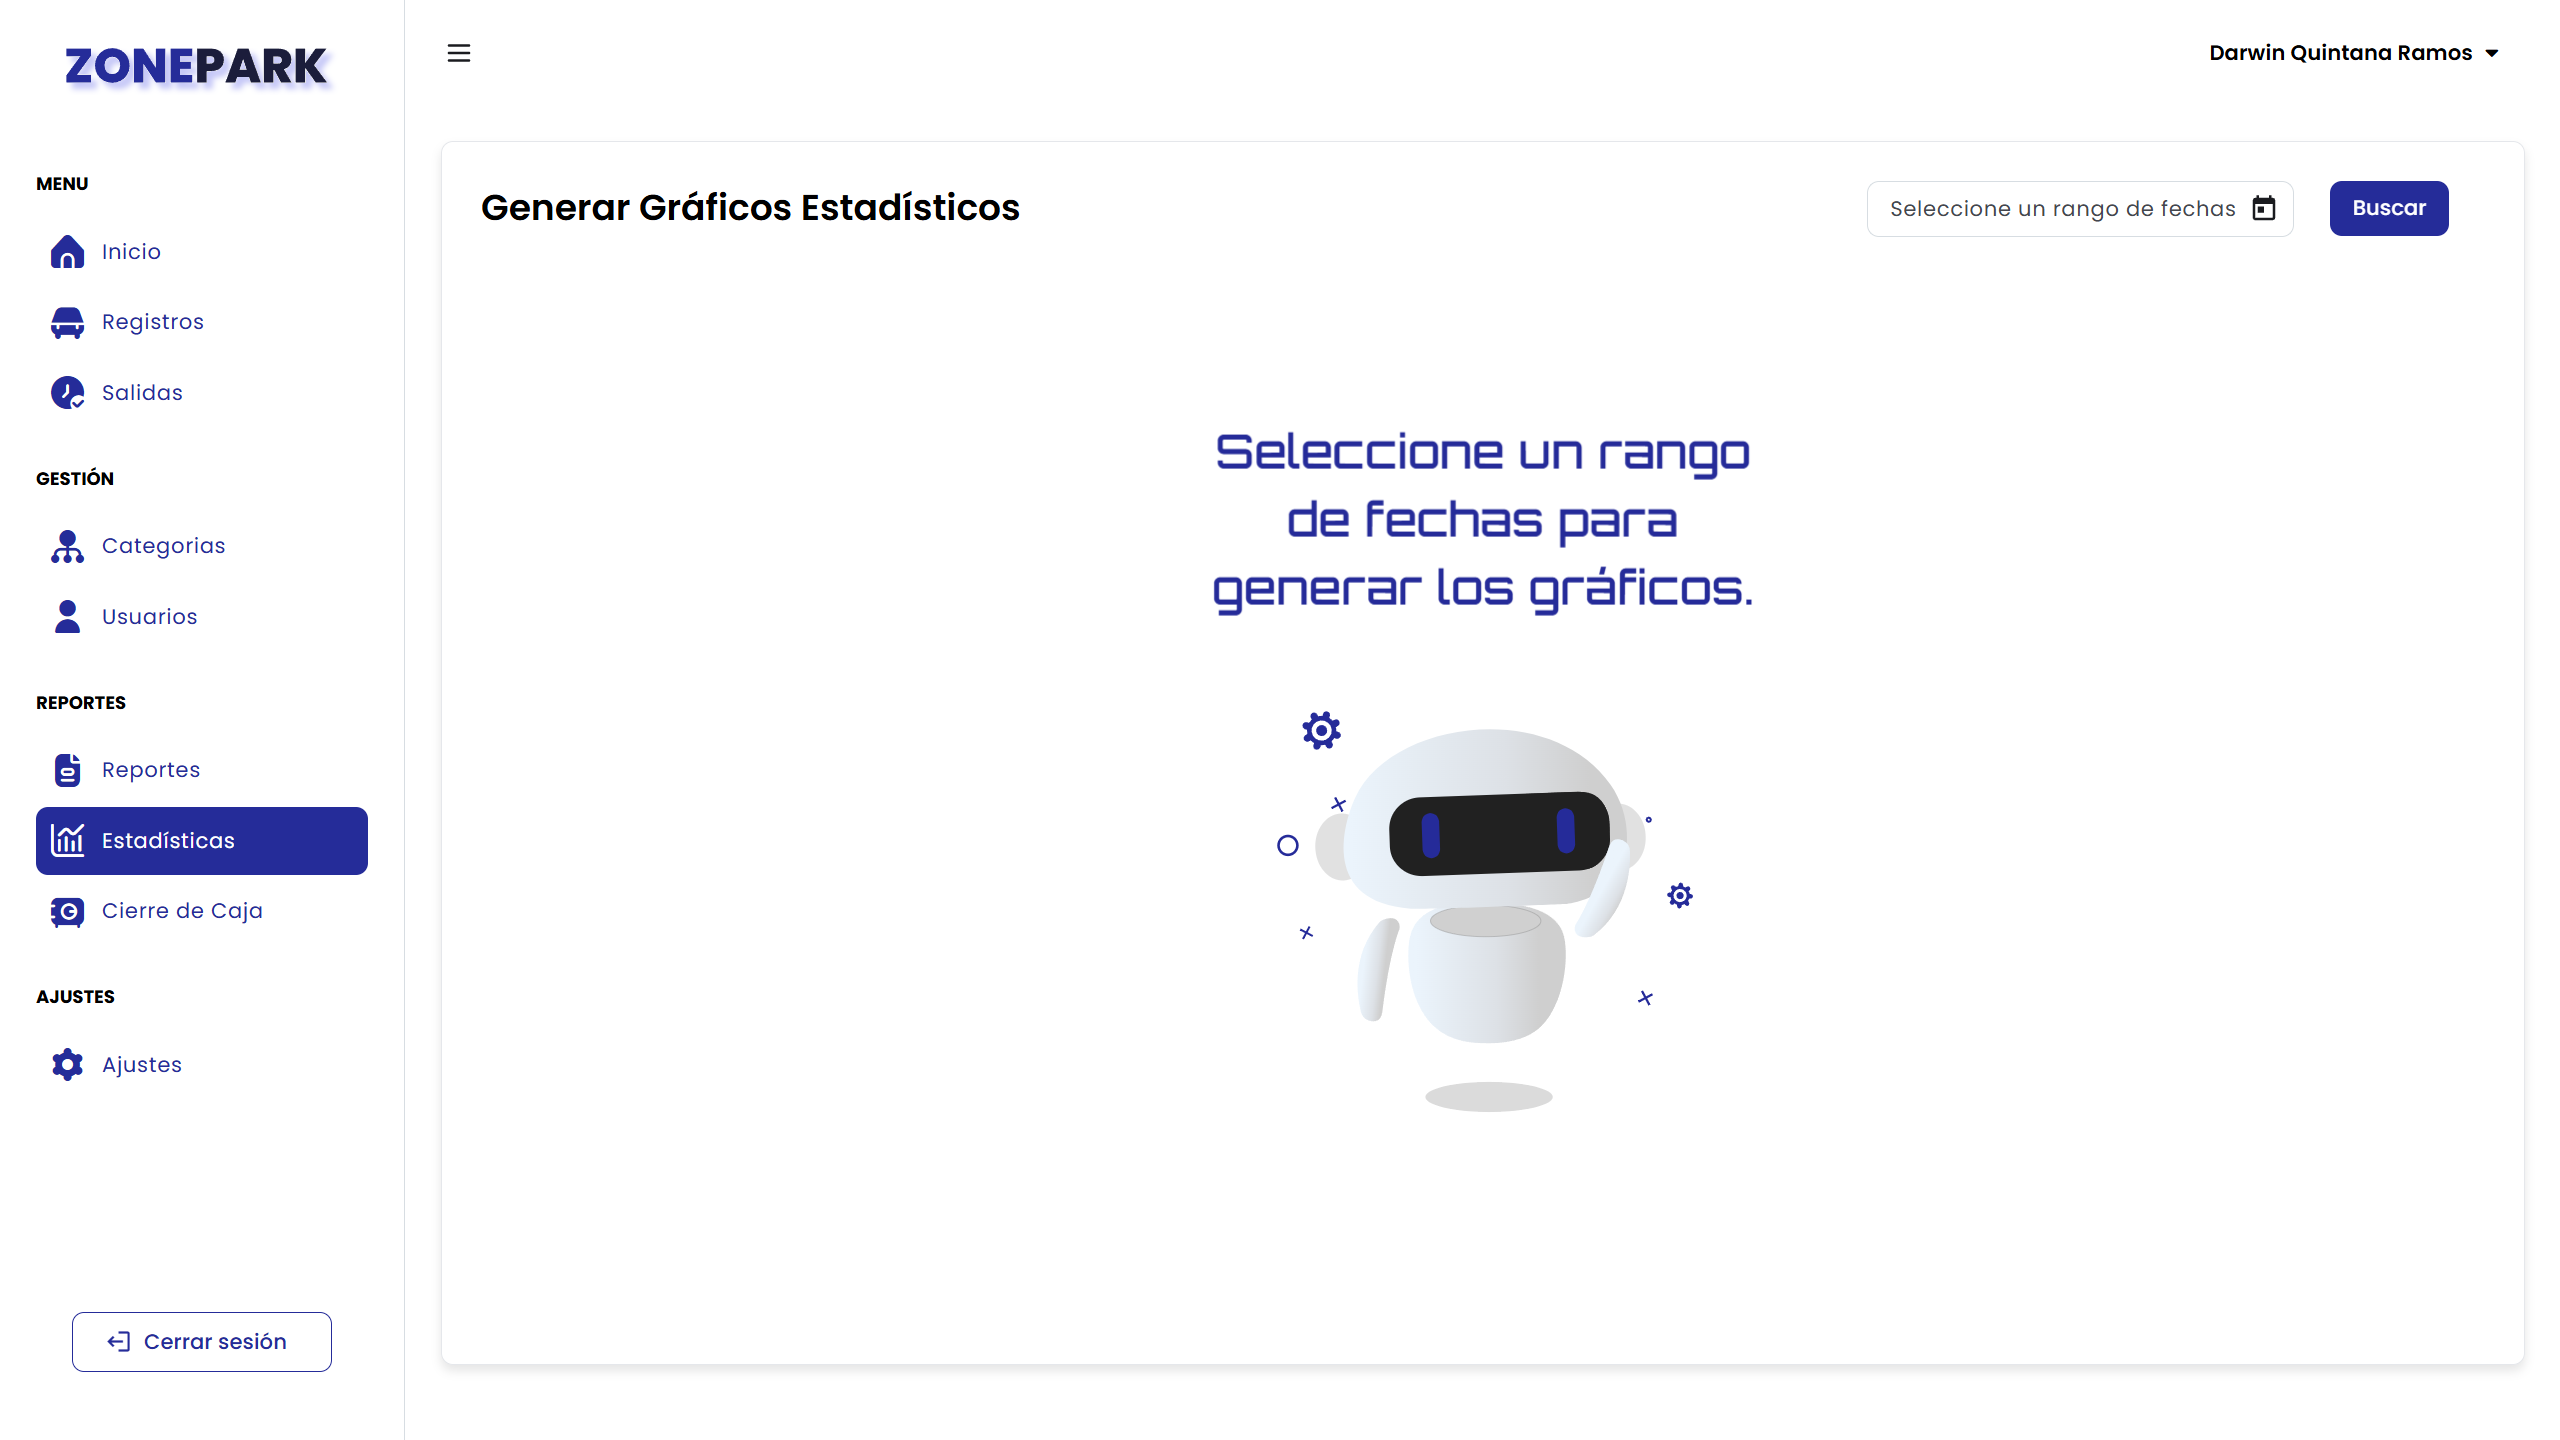 ZONEPARK
Darwin Quintana Ramos
MENU
Inicio
Registros
Salidas
GESTIÓN
Categorias
Usuarios
REPORTES
Reportes
Estadísticas
Cierre de Caja
AJUSTES
Ajustes
Cerrar sesión
Generar Gráficos Estadísticos
Seleccione un rango de fechas
Buscar
Seleccione un rango
de fechas para
generar los gráficos.